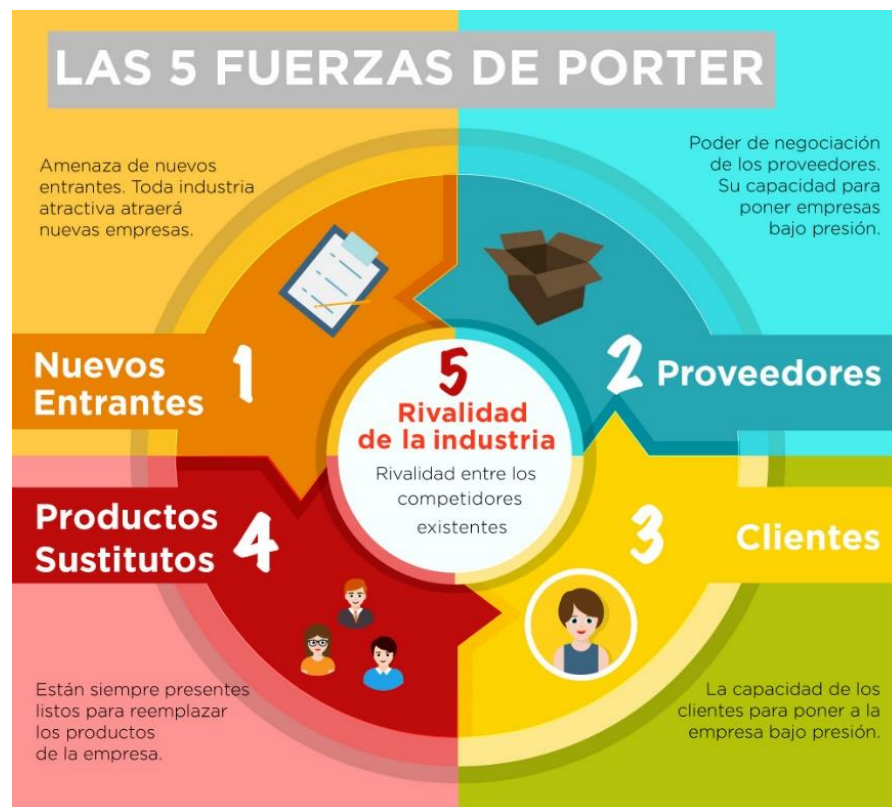 LAS 5 FUERZAS DE PORTER
Amenaza de nuevos
entrantes. Toda industria
atractiva atraerá
nuevas empresas.
Poder de negociación
de los proveedores.
Su capacidad para
poner empresas
bajo presión.
Nuevos
Entrantes
1
2
Proveedores
5
Rivalidad
de la industria
Rivalidad entre los
competidores
existentes
Productos
Sustitutos
4
3
Clientes
Están siempre presentes
listos para reemplazar
los productos
de la empresa.
La capacidad de los
clientes para poner a la
empresa bajo presión.